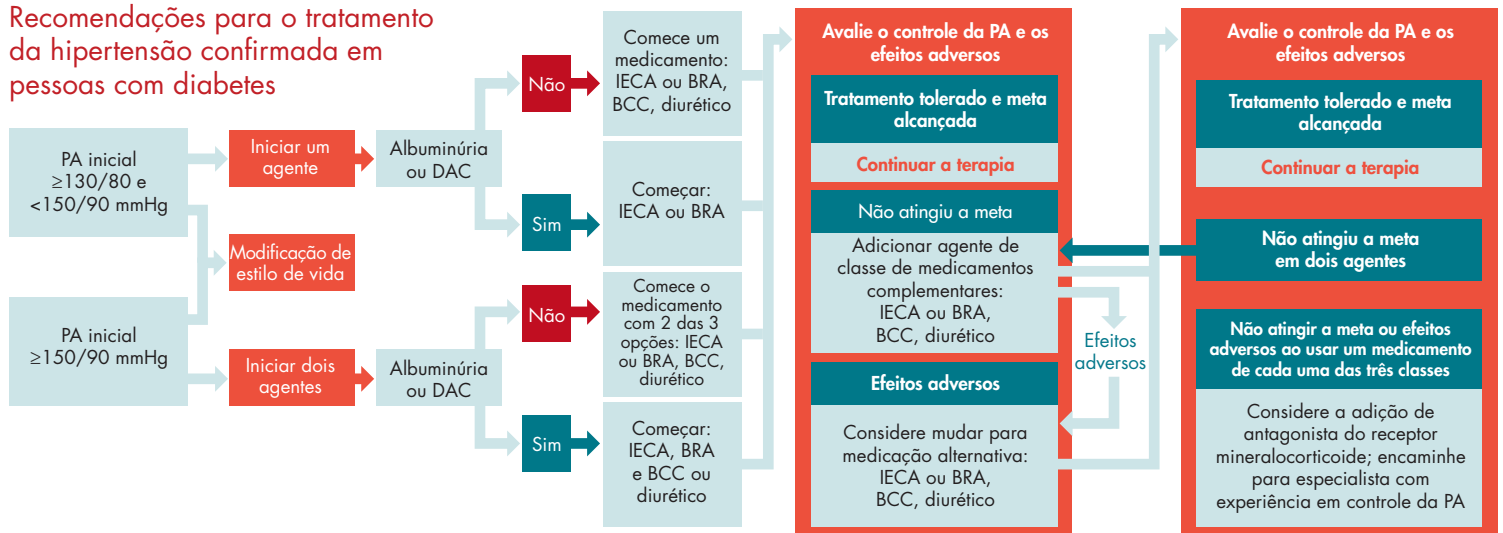 Recomendações para o tratamento
da hipertensão confirmada em
pessoas com diabetes
PA inicial
≥130/80 e
<150/90 mmHg
PA inicial
≥150/90 mmHg
Iniciar um
agente
Modificação de
estilo de vida
Iniciar dois
agentes
Albuminúria
ou DAC
Albuminúria
ou DAC
Não
Sim
Não
Sim
Comece um
medicamento:
IECA ou BRA,
BCC, diurético
Começar:
IECA ou BRA
Comece o
medicamento
com 2 das 3
opções: IECA
ou BRA, BCC,
diurético
Começar:
IECA, BRA
e BCC ou
diurético
Avalie o controle da PA e os
efeitos adversos
Tratamento tolerado e meta
alcançada
Continuar a terapia
Não atingiu a meta
Adicionar agente de
classe de medicamentos
complementares:
IECA ou BRA,
BCC, diurético
Efeitos
adversos
Efeitos adversos
Considere mudar para
medicação alternativa:
IECA ou BRA,
BCC, diurético
Avalie o controle da PA e os
efeitos adversos
Tratamento tolerado e meta
alcançada
Continuar a terapia
Não atingiu a meta
em dois agentes
Não atingir a meta ou efeitos
adversos ao usar um medicamento
de cada uma das três classes
Considere a adição de
antagonista do receptor
mineralocorticoide; encaminhe
para especialista com
experiência em controle da PA